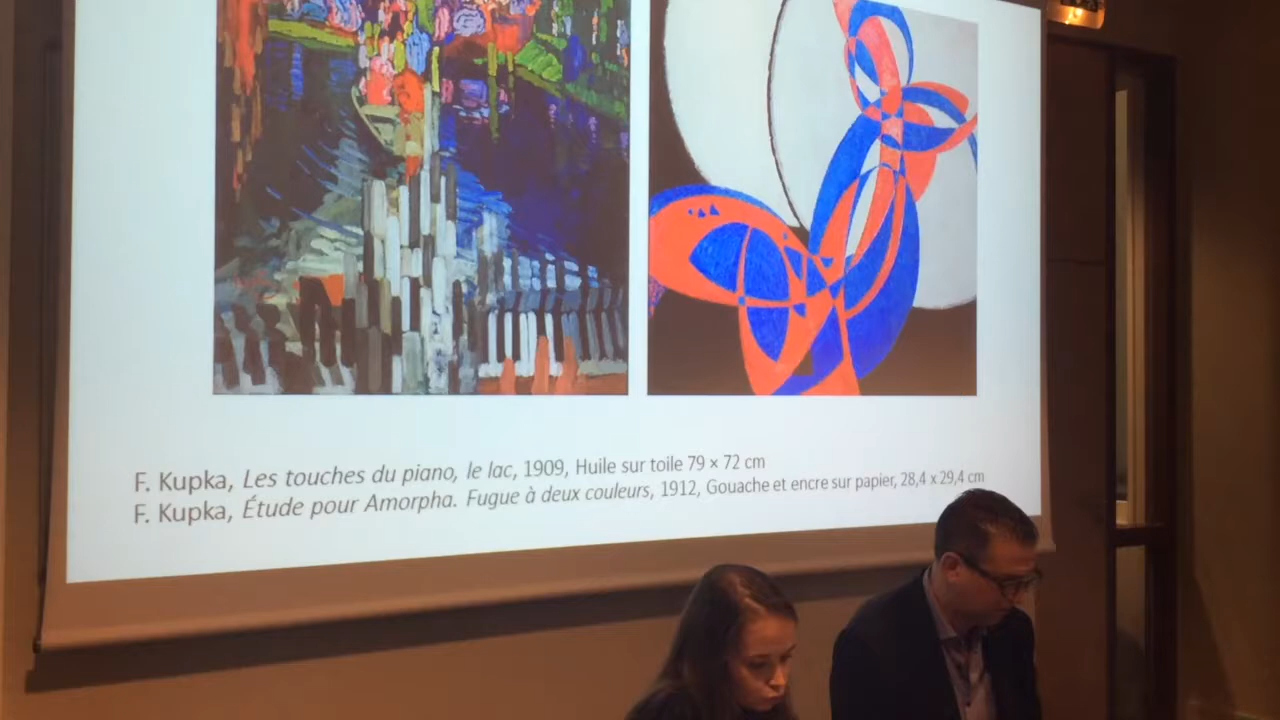 F. Kupka, Les touches du piano, le lac, 1909, Huile sur toile 79 × 72 cm
F. Kupka, Étude pour Amorpha. Fugue à deux couleurs, 1912, Gouache et encre sur papier, 28,4 x 29,4 cm